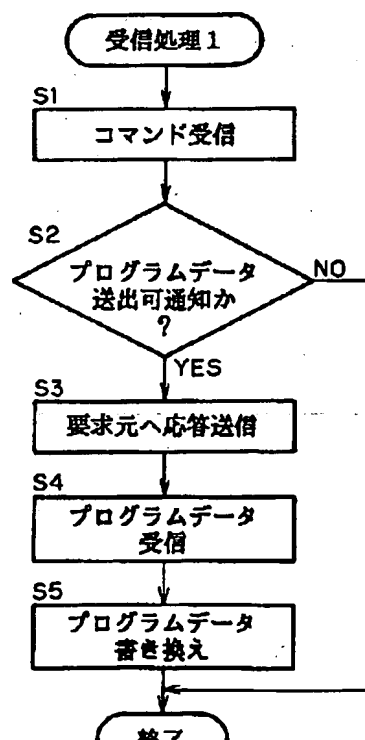 受信処理1
S1
コマンド受信
S2
プログラムデータ
送出可通知か
?
NO
YES
S3
要求元へ応答送信
S4
プログラムデータ
受信
S5
プログラムデータ
書き換え
終了